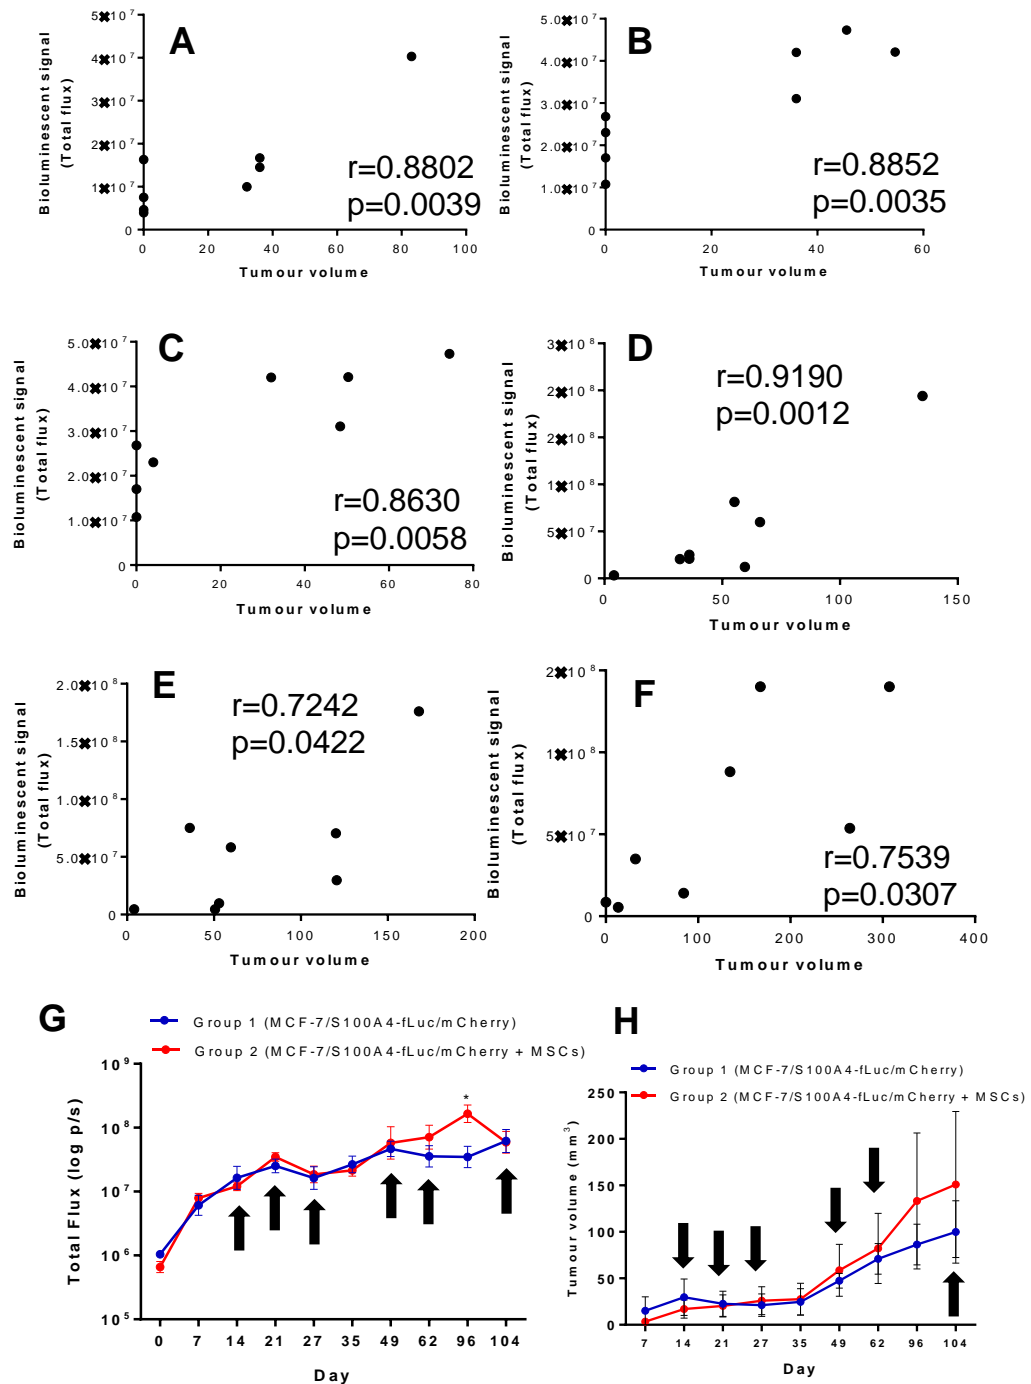 A
Bioluminescent signal
(Total flux)
5✖10⁷
4✖10⁷
3✖10⁷
2✖10⁷
1✖10⁷
0
r=0.8802
p=0.0039
0 20 40 60 80 100
Tumour volume
B
Bioluminescent signal
(Total flux)
5.0✖10⁷
4.0✖10⁷
3.0✖10⁷
2.0✖10⁷
1.0✖10⁷
0
r=0.8852
p=0.0035
0 20 40 60
Tumour volume
C
Bioluminescent signal
(Total flux)
5.0✖10⁷
4.0✖10⁷
3.0✖10⁷
2.0✖10⁷
1.0✖10⁷
0
r=0.8630
p=0.0058
0 20 40 60 80
Tumour volume
D
Bioluminescent signal
(Total flux)
3✖10⁸
2✖10⁸
2✖10⁸
1✖10⁸
5✖10⁷
0
r=0.9190
p=0.0012
0 50 100 150
Tumour volume
E
Bioluminescent signal
(Total flux)
2.0✖10⁸
1.5✖10⁸
1.0✖10⁸
5.0✖10⁷
0
r=0.7242
p=0.0422
0 50 100 150 200
Tumour volume
F
Bioluminescent signal
(Total flux)
2✖10⁸
1✖10⁸
5✖10⁷
0
r=0.7539
p=0.0307
0 100 200 300 400
Tumour volume
G
Group 1 (MCF-7/S100A4-fLuc/mCherry)
Group 2 (MCF-7/S100A4-fLuc/mCherry + MSCs)
Total Flux (log p/s)
10⁹
10⁸
10⁷
10⁶
10⁵
*
0 7 14 21 27 35 49 62 96 104
Day
H
Group 1 (MCF-7/S100A4-fLuc/mCherry)
Group 2 (MCF-7/S100A4-fLuc/mCherry + MSCs)
Tumour volume (mm³)
250
200
150
100
50
0
7 14 21 27 35 49 62 96 104
Day